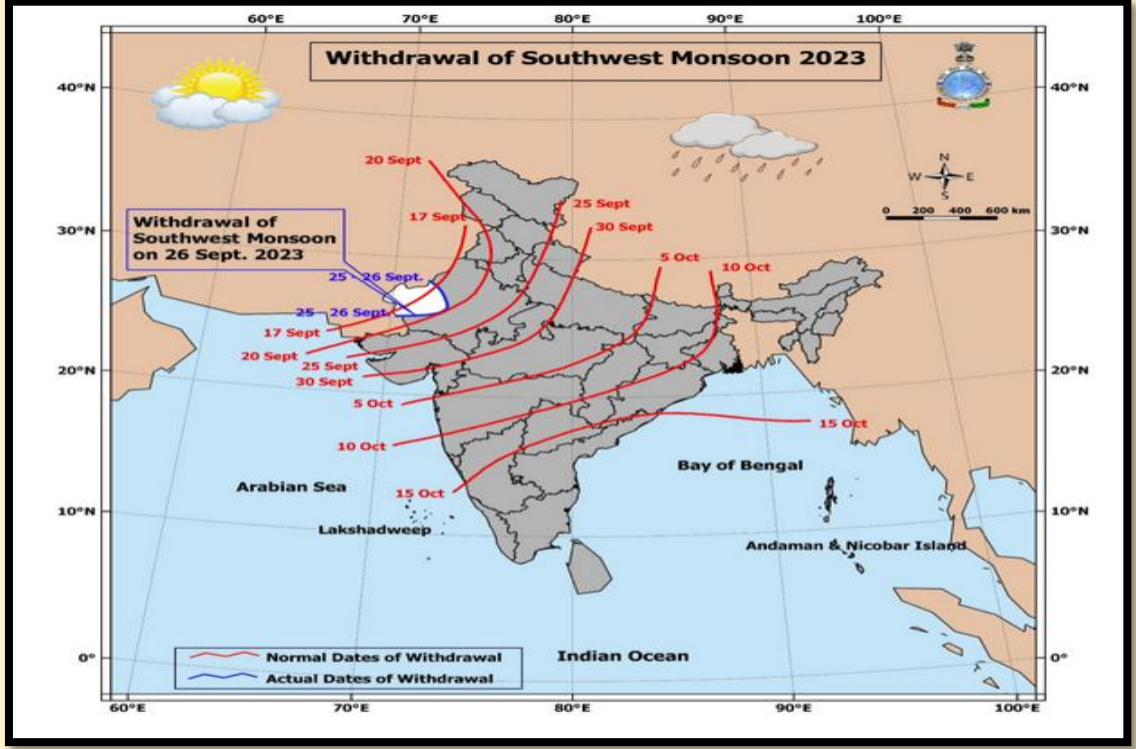 60°E 70°E 80°E 90°E 100°E
Withdrawal of Southwest Monsoon 2023
40°N 40°N
20 Sept
N
W E
S
25 Sept
17 Sept
Withdrawal of
Southwest Monsoon
on 26 Sept. 2023
0 200 400 600 km
30 Sept
30°N 30°N
5 Oct
10 Oct
25 - 26 Sept.
25 - 26 Sept.
17 Sept
20 Sept
25 Sept
20°N 20°N
30 Sept
5 Oct
15 Oct
10 Oct
Bay of Bengal
Arabian Sea
15 Oct
10°N 10°N
Lakshadweep
Andaman & Nicobar Island
0° 0°
Normal Dates of Withdrawal
Indian Ocean
Actual Dates of Withdrawal
60°E 70°E 80°E 90°E 100°E